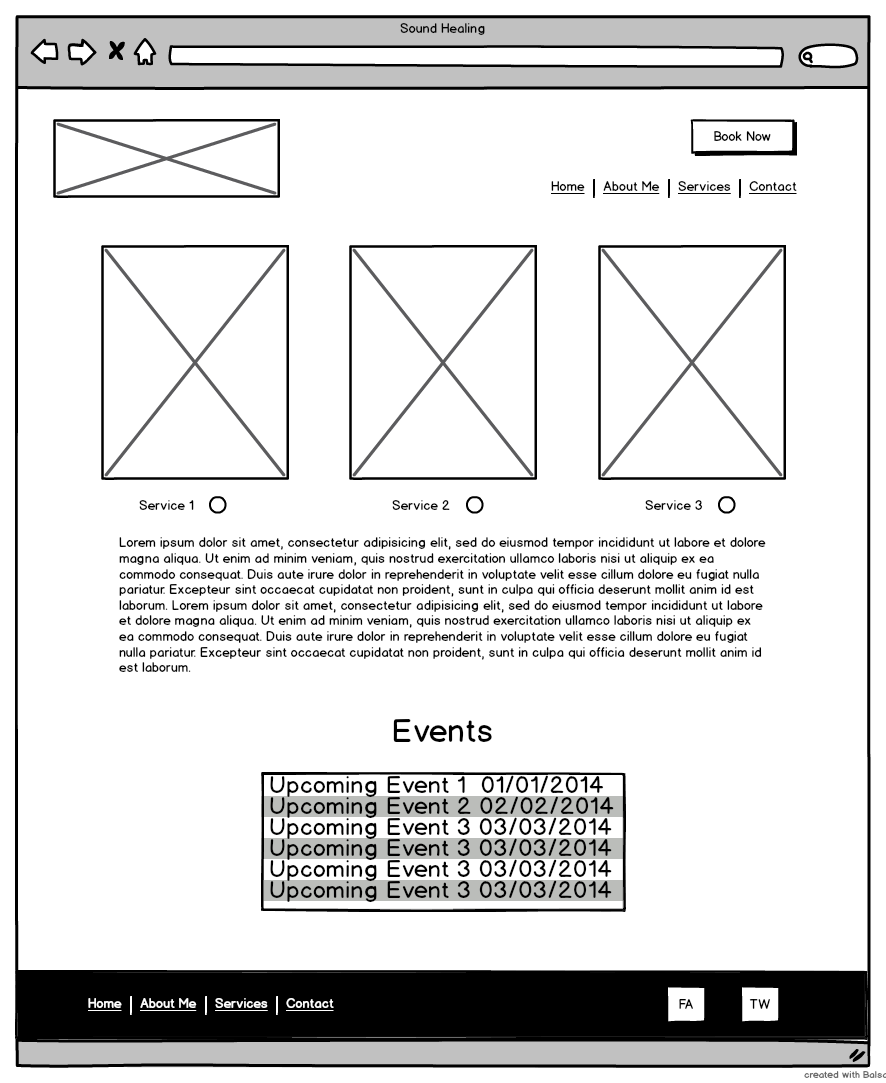 Sound Healing
Book Now
Home | About Me | Services | Contact
Service 1
Service 2
Service 3
Lorem ipsum dolor sit amet, consectetur adipisicing elit, sed do eiusmod tempor incididunt ut labore et dolore
magna aliqua. Ut enim ad minim veniam, quis nostrud exercitation ullamco laboris nisi ut aliquip ex ea
commodo consequat. Duis aute irure dolor in reprehenderit in voluptate velit esse cillum dolore eu fugiat nulla
pariatur. Excepteur sint occaecat cupidatat non proident, sunt in culpa qui officia deserunt mollit anim id est
laborum. Lorem ipsum dolor sit amet, consectetur adipisicing elit, sed do eiusmod tempor incididunt ut labore
et dolore magna aliqua. Ut enim ad minim veniam, quis nostrud exercitation ullamco laboris nisi ut aliquip ex
ea commodo consequat. Duis aute irure dolor in reprehenderit in voluptate velit esse cillum dolore eu fugiat
nulla pariatur. Excepteur sint occaecat cupidatat non proident, sunt in culpa qui officia deserunt mollit anim id
est laborum.
Events
Upcoming Event 1 01/01/2014
Upcoming Event 2 02/02/2014
Upcoming Event 3 03/03/2014
Upcoming Event 3 03/03/2014
Upcoming Event 3 03/03/2014
Upcoming Event 3 03/03/2014
Home | About Me | Services | Contact
FA
TW
created with Balsa